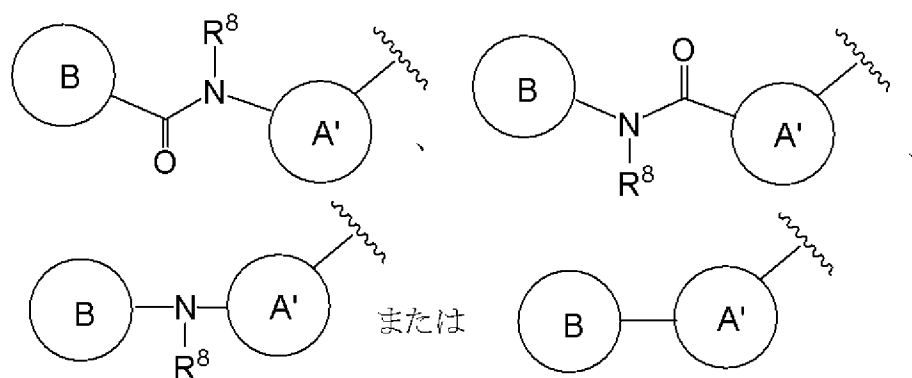 R⁸ O
B N A' 、 B N A' 、
O R⁸
B N A' または B A'
R⁸